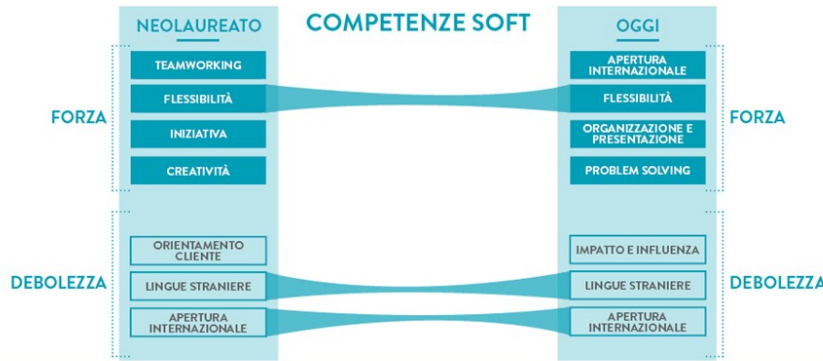 COMPETENZE SOFT
NEOLAUREATO
FORZA
TEAMWORKING
FLESSIBILITÀ
INIZIATIVA
CREATIVITÀ
DEBOLEZZA
ORIENTAMENTO
CLIENTE
LINGUE STRANIERE
APERTURA
INTERNAZIONALE
OGGI
APERTURA
INTERNAZIONALE
FLESSIBILITÀ
ORGANIZZAZIONE E
PRESENTAZIONE
PROBLEM SOLVING
FORZA
IMPATTO E INFLUENZA
LINGUE STRANIERE
APERTURA
INTERNAZIONALE
DEBOLEZZA